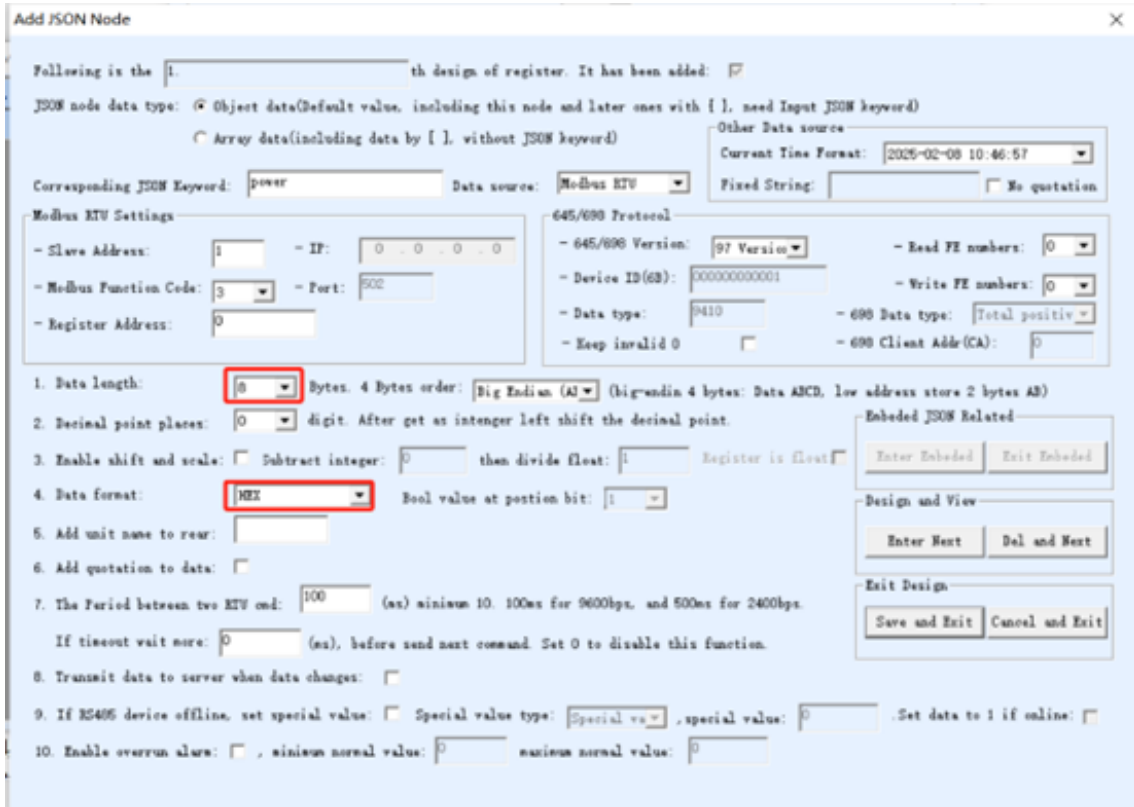 Add JSON Node
Following is the 1. th design of register. It has been added:
JSON node data type: Object data(Default value, including this node and later ones with { }, need Input JSON keyword)
Array data(including data by [ ], without JSON keyword)
Other Data source
Current Time Format: 2025-02-08 10:46:57
Corresponding JSON Keyword: power Data source: Modbus RTU Fixed String: No quotation
Modbus RTU Settings
- Slave Address: 1 - IP: 0 . 0 . 0 . 0
- Modbus Function Code: 3 - Port: 502
- Register Address: 0
645/698 Protocol
- 645/698 Version: 97 Versio - Read FE numbers: 0
- Device ID(6B): 000000000001 - Write FE numbers: 0
- Data type: 9410 - 698 Data type: Total positiv
- Keep invalid 0 - 698 Client Addr(CA): 0
1. Data length: 8 Bytes. 4 Bytes order: Big Endian (AB (big-endin 4 bytes: Data ABCD, low address store 2 bytes AB)
2. Decimal point places: 0 digit. After get as intenger left shift the decimal point.
3. Enable shift and scale: Subtract integer: 0 then divide float: 1 Register is float
4. Data format: HEX Bool value at postion bit: 1
5. Add unit name to rear:
6. Add quotation to data:
7. The Period between two RTU cmd: 100 (ms) minimum 10. 100ms for 9600bps, and 500ms for 2400bps.
If timeout wait more: 0 (ms), before send next command. Set 0 to disable this function.
8. Transmit data to server when data changes:
9. If RS485 device offline, set special value: Special value type: Special va ,special value: 0 .Set data to 1 if online:
10. Enable overrun alarm: , minimum normal value: 0 maximum normal value: 0
Embeded JSON Related
Enter Embeded Exit Embeded
Design and View
Enter Next Del and Next
Exit Design
Save and Exit Cancel and Exit